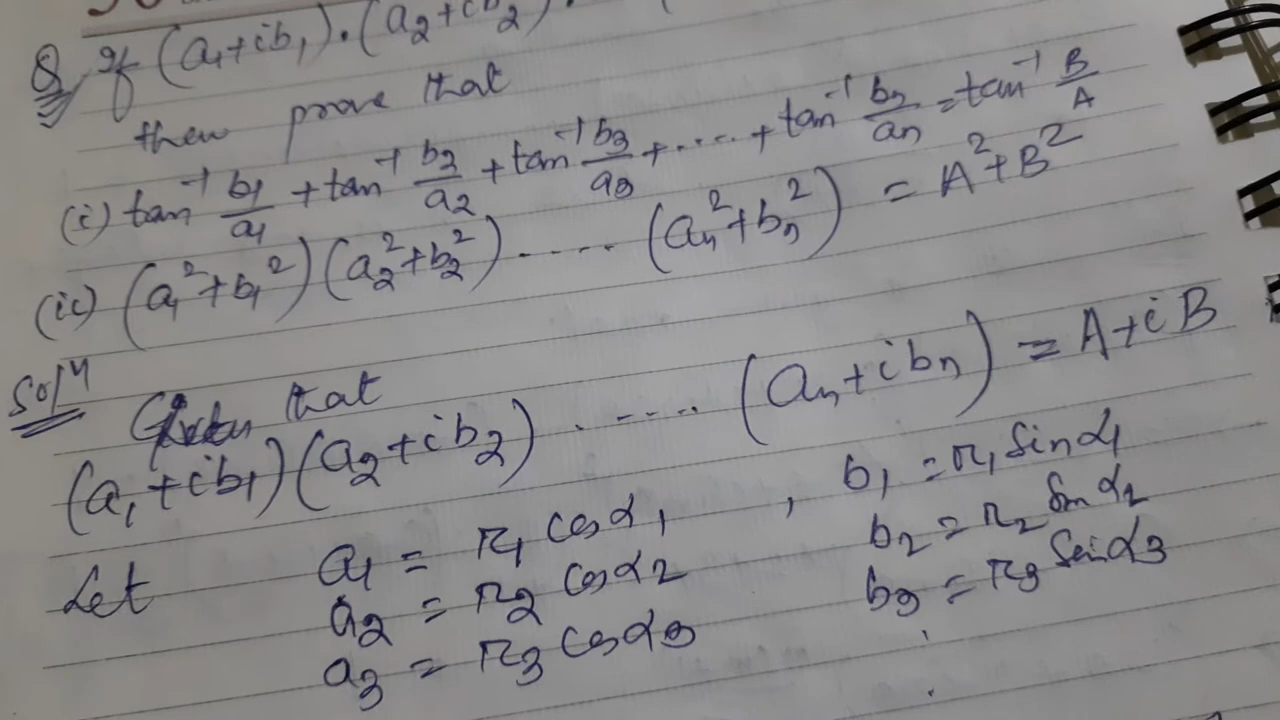 Q, If (a₁+ib₁).(a₂+ib₂).
then prove that
(i) tan⁻¹ b₁/a₁ + tan⁻¹ b₂/a₂ + tan⁻¹ b₃/a₃ + ..... + tan⁻¹ bₙ/aₙ = tan⁻¹ B/A
(ii) (a₁²+b₁²)(a₂²+b₂²)..... (aₙ²+bₙ²) = A²+B²
Solⁿ Given that
(a₁+ib₁)(a₂+ib₂)..... (aₙ+ibₙ) = A+iB
Let a₁ = r₁ cosα₁ , b₁ = r₁ sinα₁
a₂ = r₂ cosα₂ b₂ = r₂ sinα₂
a₃ = r₃ cosα₃ b₃ = r₃ sinα₃